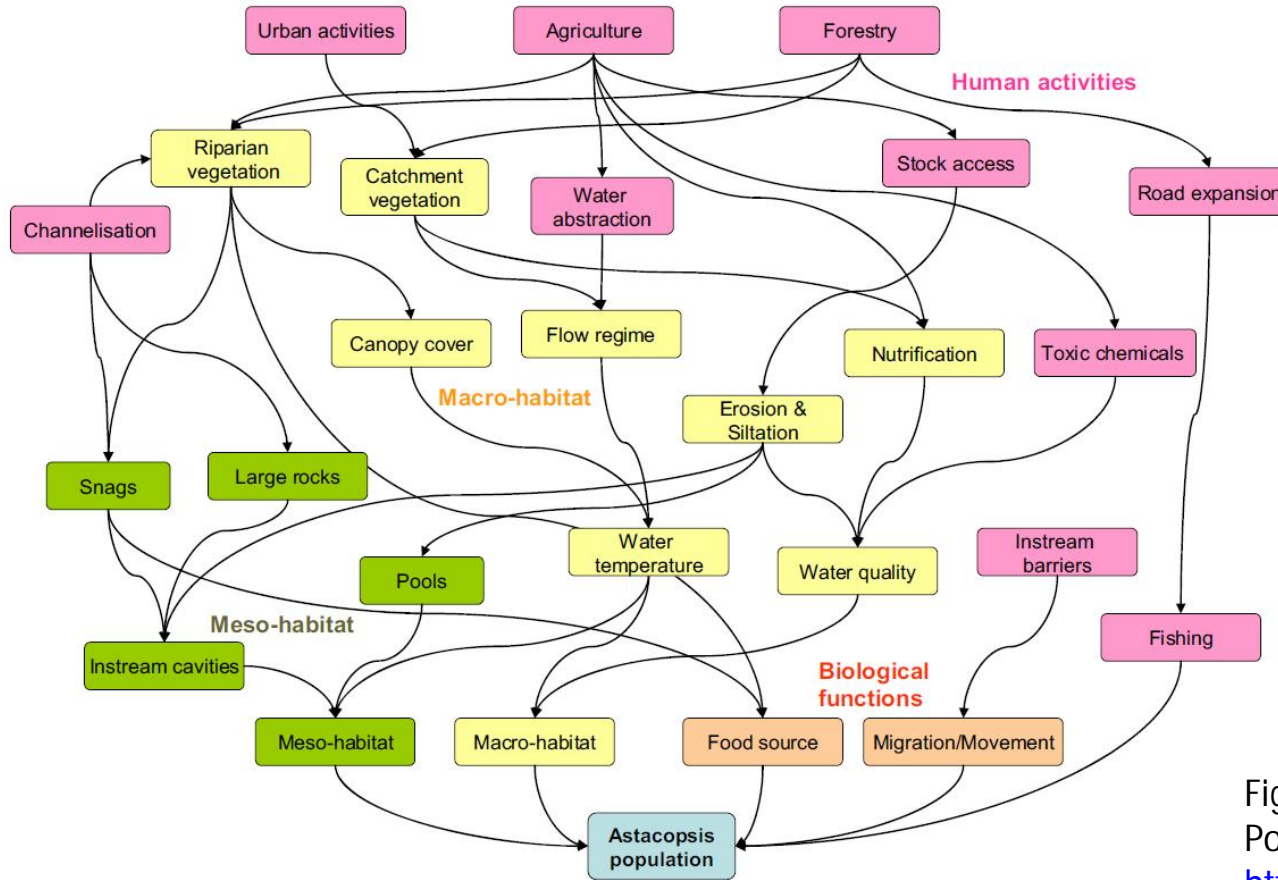 Urban activities
Agriculture
Forestry
Human activities
Riparian
vegetation
Catchment
vegetation
Water
abstraction
Stock access
Road expansion
Channelisation
Canopy cover
Flow regime
Nutrification
Toxic chemicals
Macro-habitat
Erosion &
Siltation
Snags
Large rocks
Pools
Water
temperature
Water quality
Instream
barriers
Meso-habitat
Instream cavities
Fishing
Biological
functions
Meso-habitat
Macro-habitat
Food source
Migration/Movement
Astacopsis
population
Fig
Po